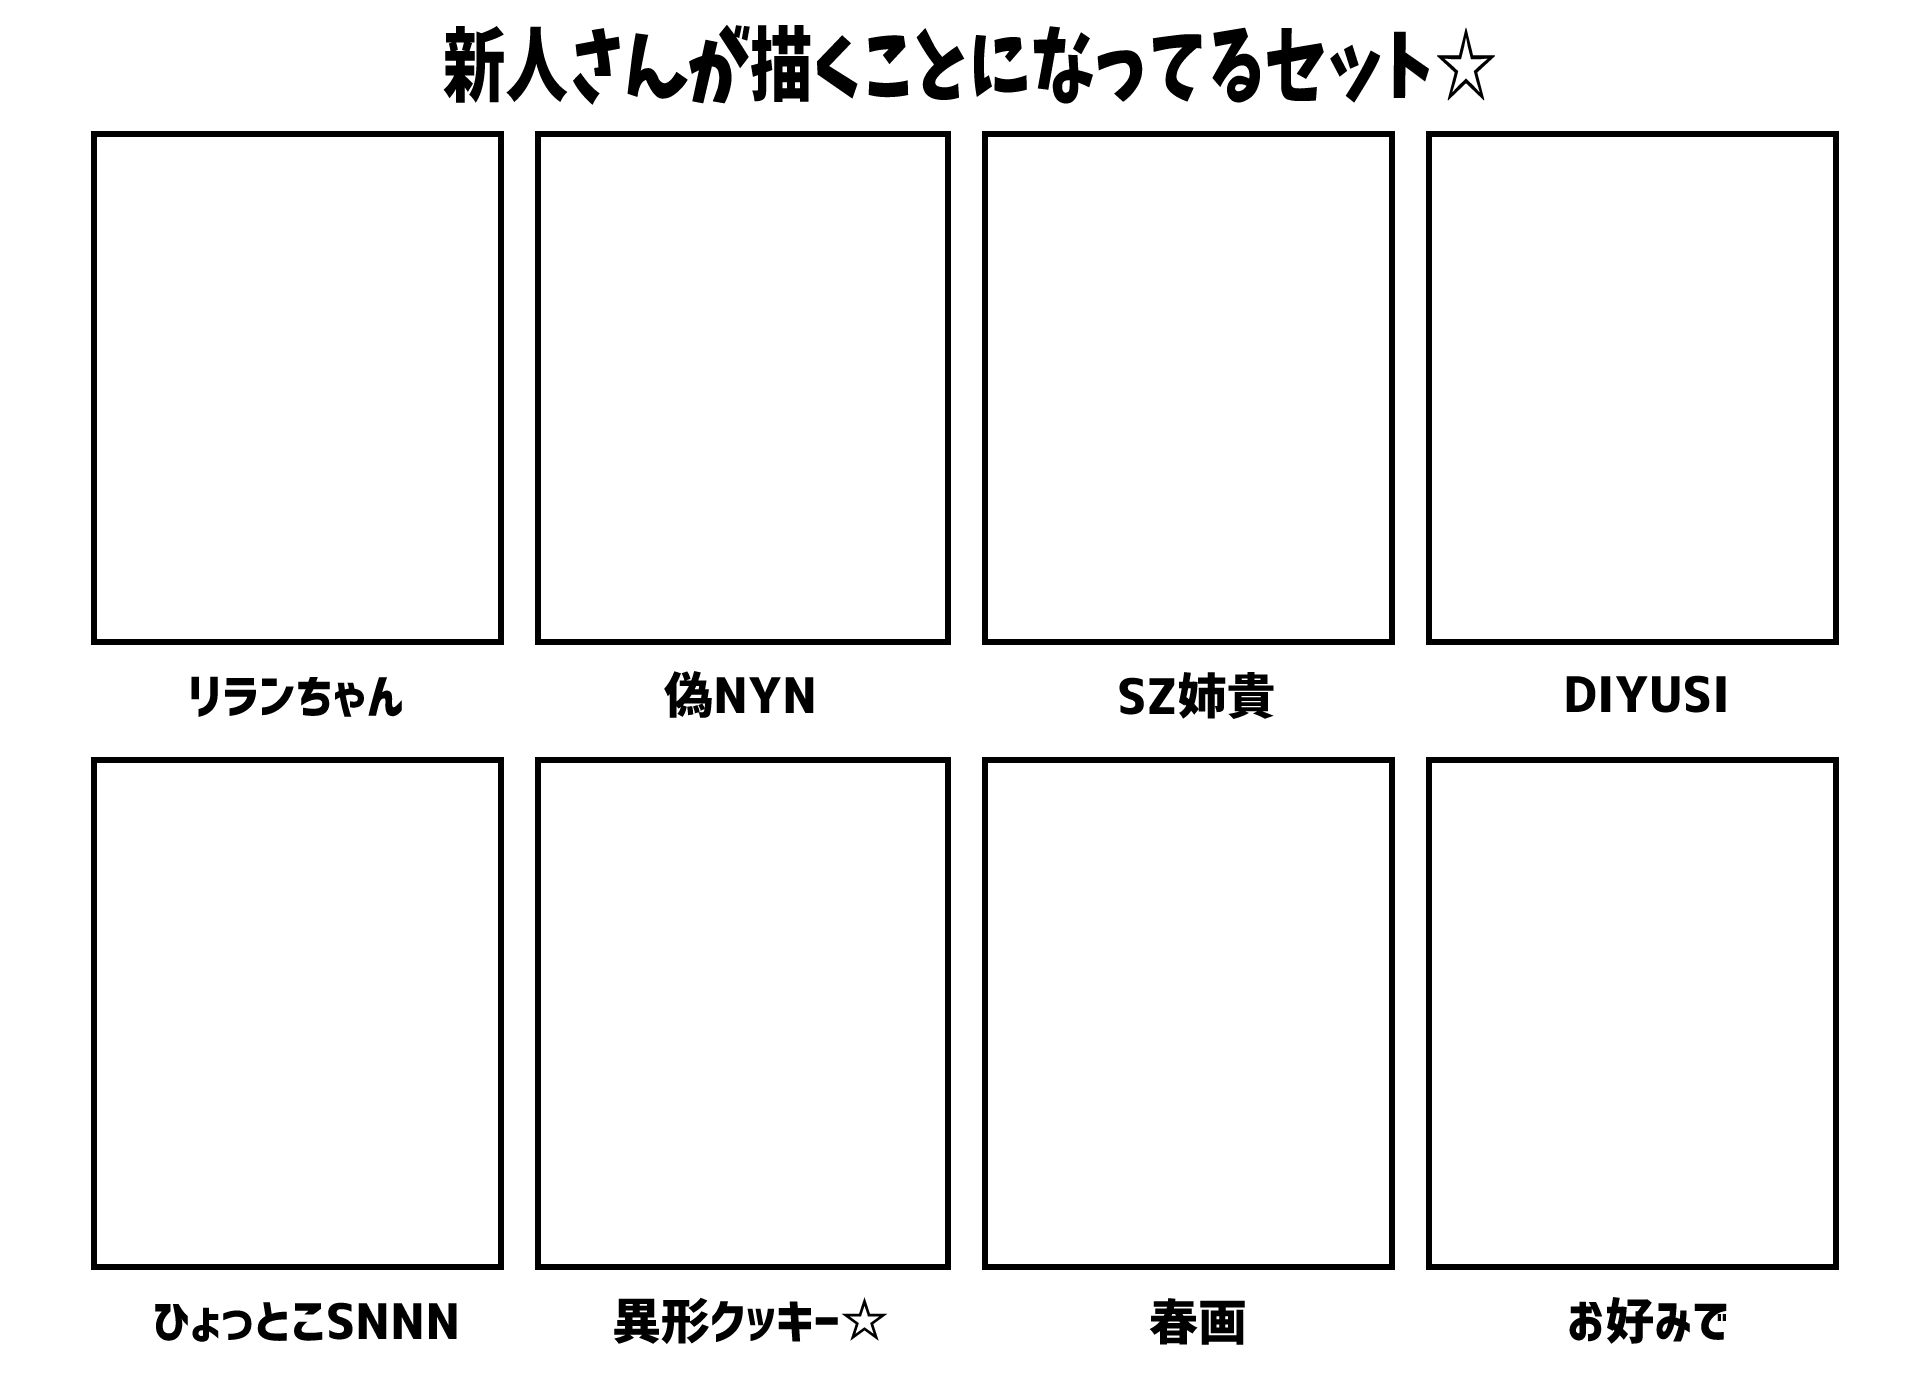 新人さんが描くことになってるセット☆
リランちゃん
偽NYN
SZ姉貴
DIYUSI
ひょっとこSNNN
異形クッキー☆
春画
お好みで